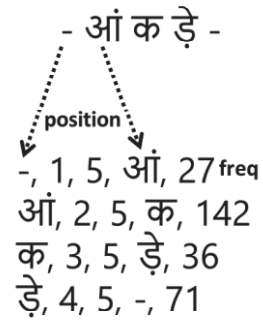 - आं क ड़े -
position
-, 1, 5, आं, 27 freq
आं, 2, 5, क, 142
क, 3, 5, ड़े, 36
ड़े, 4, 5, -, 71